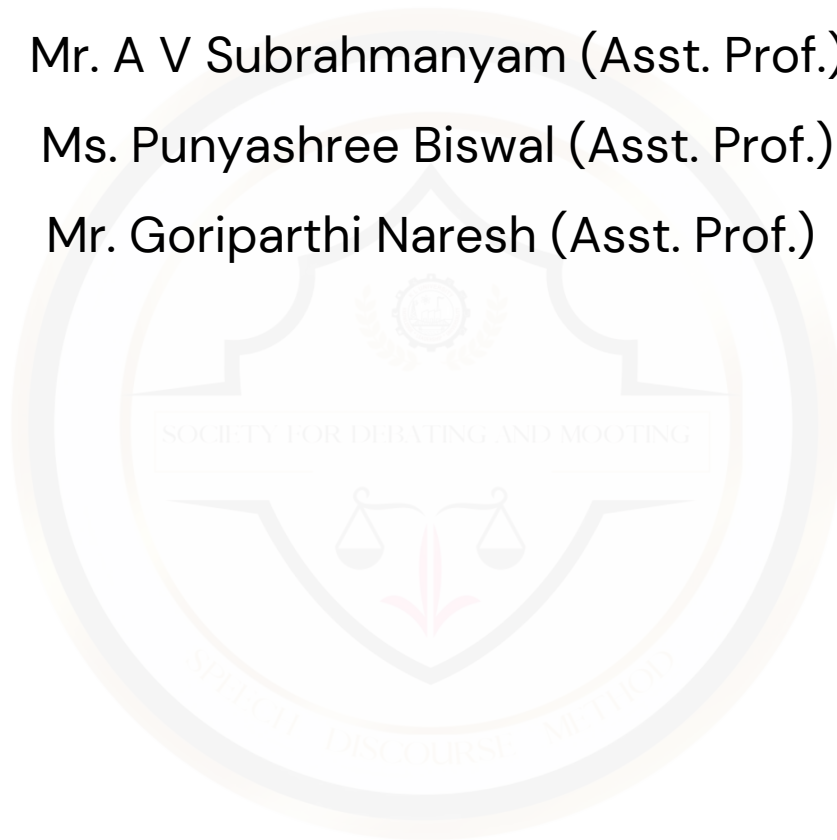 Mr. A V Subrahmanyam (Asst. Prof.)
Ms. Punyashree Biswal (Asst. Prof.)
Mr. Goriparthi Naresh (Asst. Prof.)
SOCIETY FOR DEBATING AND MOOTING
SPEECH DISCOURSE METHOD